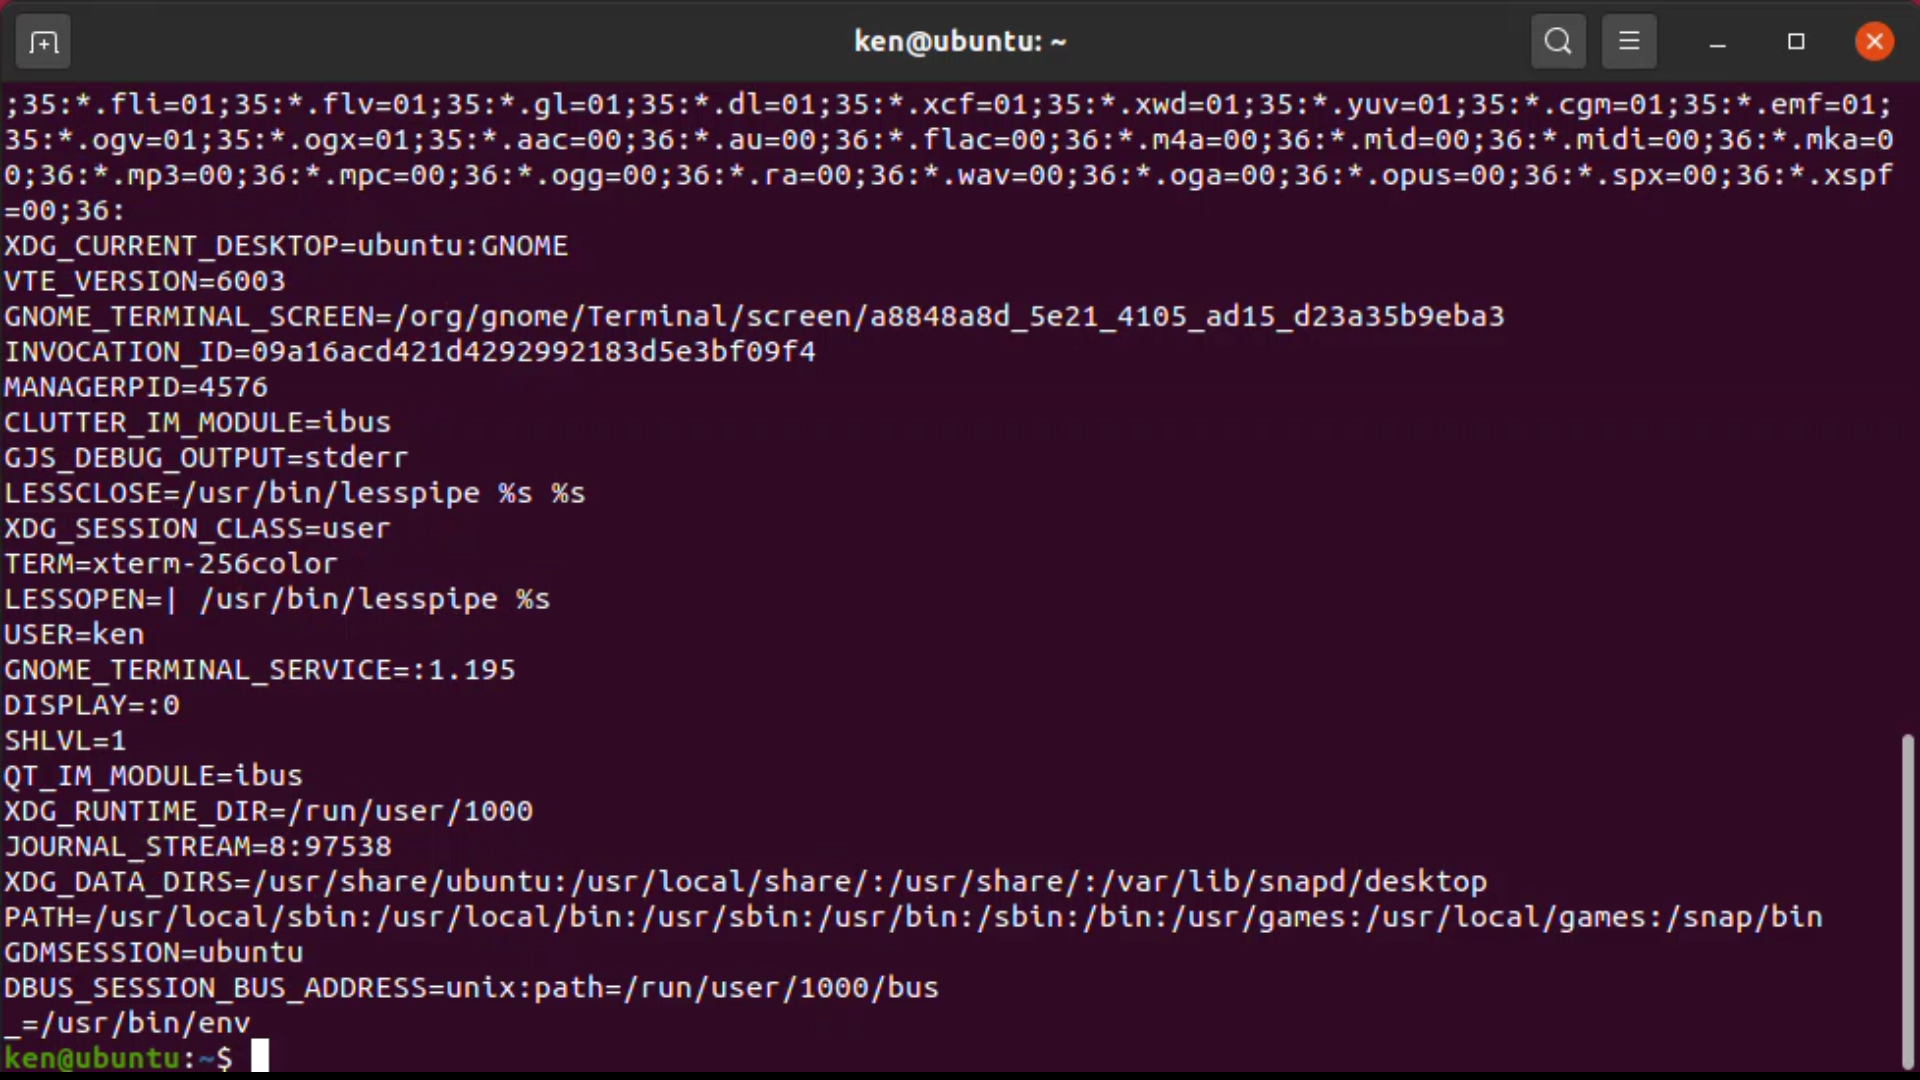 ken@ubuntu: ~
;35:*.fli=01;35:*.flv=01;35:*.gl=01;35:*.dl=01;35:*.xcf=01;35:*.xwd=01;35:*.yuv=01;35:*.cgm=01;35:*.emf=01;
35:*.ogv=01;35:*.ogx=01;35:*.aac=00;36:*.au=00;36:*.flac=00;36:*.m4a=00;36:*.mid=00;36:*.midi=00;36:*.mka=0
0;36:*.mp3=00;36:*.mpc=00;36:*.ogg=00;36:*.ra=00;36:*.wav=00;36:*.oga=00;36:*.opus=00;36:*.spx=00;36:*.xspf
=00;36:
XDG_CURRENT_DESKTOP=ubuntu:GNOME
VTE_VERSION=6003
GNOME_TERMINAL_SCREEN=/org/gnome/Terminal/screen/a8848a8d_5e21_4105_ad15_d23a35b9eba3
INVOCATION_ID=09a16acd421d4292992183d5e3bf09f4
MANAGERPID=4576
CLUTTER_IM_MODULE=ibus
GJS_DEBUG_OUTPUT=stderr
LESSCLOSE=/usr/bin/lesspipe %s %s
XDG_SESSION_CLASS=user
TERM=xterm-256color
LESSOPEN=| /usr/bin/lesspipe %s
USER=ken
GNOME_TERMINAL_SERVICE=:1.195
DISPLAY=:0
SHLVL=1
QT_IM_MODULE=ibus
XDG_RUNTIME_DIR=/run/user/1000
JOURNAL_STREAM=8:97538
XDG_DATA_DIRS=/usr/share/ubuntu:/usr/local/share/:/usr/share/:/var/lib/snapd/desktop
PATH=/usr/local/sbin:/usr/local/bin:/usr/sbin:/usr/bin:/sbin:/bin:/usr/games:/usr/local/games:/snap/bin
GDMSESSION=ubuntu
DBUS_SESSION_BUS_ADDRESS=unix:path=/run/user/1000/bus
_=/usr/bin/env
ken@ubuntu:~$